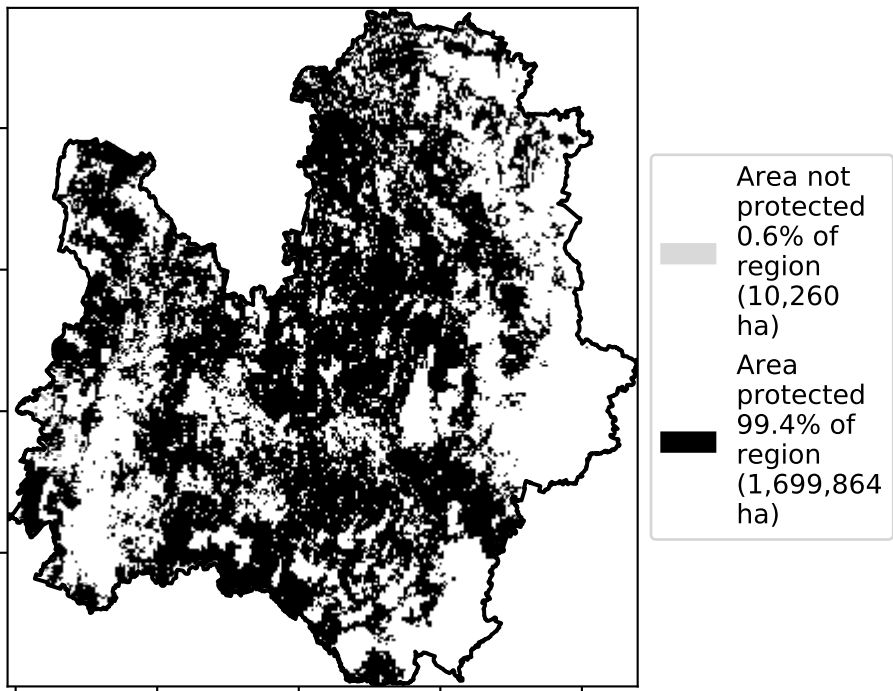 Area not
protected
0.6% of
region
(10,260
ha)
Area
protected
99.4% of
region
(1,699,864
ha)